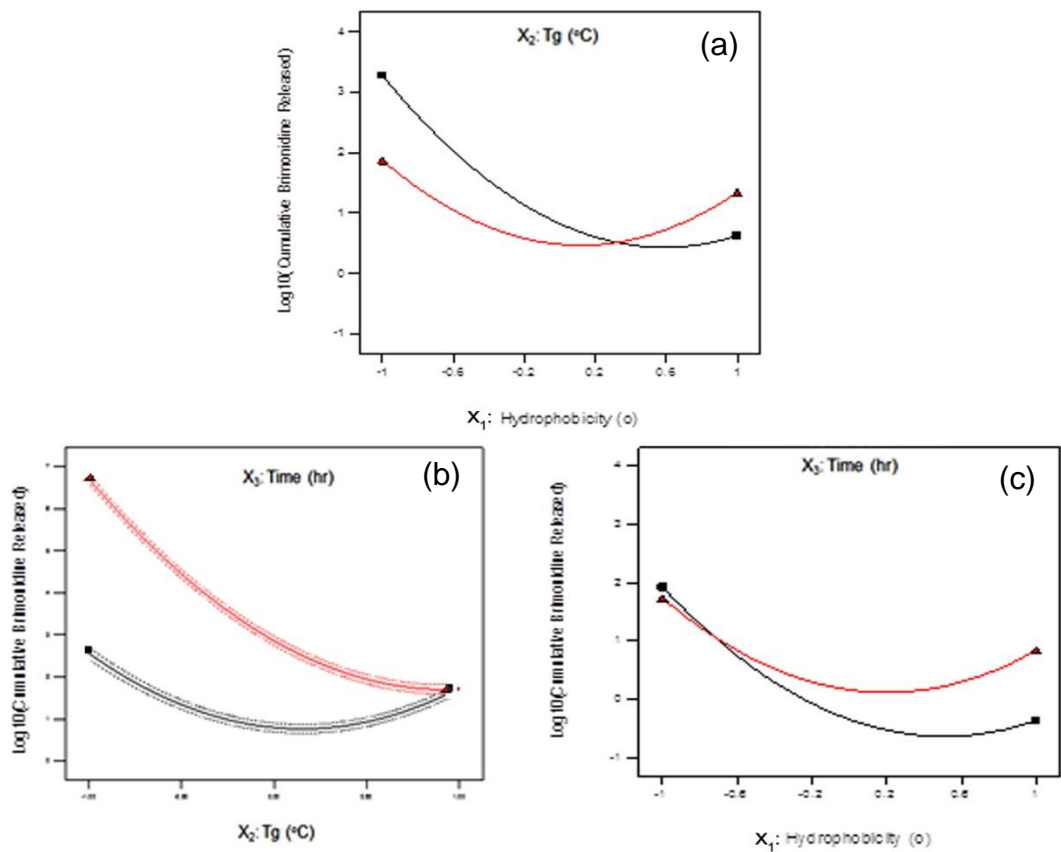 X2: Tg (°C)
(a)
Log10(Cumulative Brimonidine Released)
4
3
2
1
0
-1
-1
-0.6
-0.2
0.2
0.6
1
X1: Hydrophobicity (o)
X3: Time (hr)
(b)
Log10(Cumulative Brimonidine Released)
7
X2: Tg (°C)
X3: Time (hr)
(c)
Log10(Cumulative Brimonidine Released)
4
3
2
1
0
-1
-1
-0.6
-0.2
0.2
0.6
1
X1: Hydrophobicity (o)